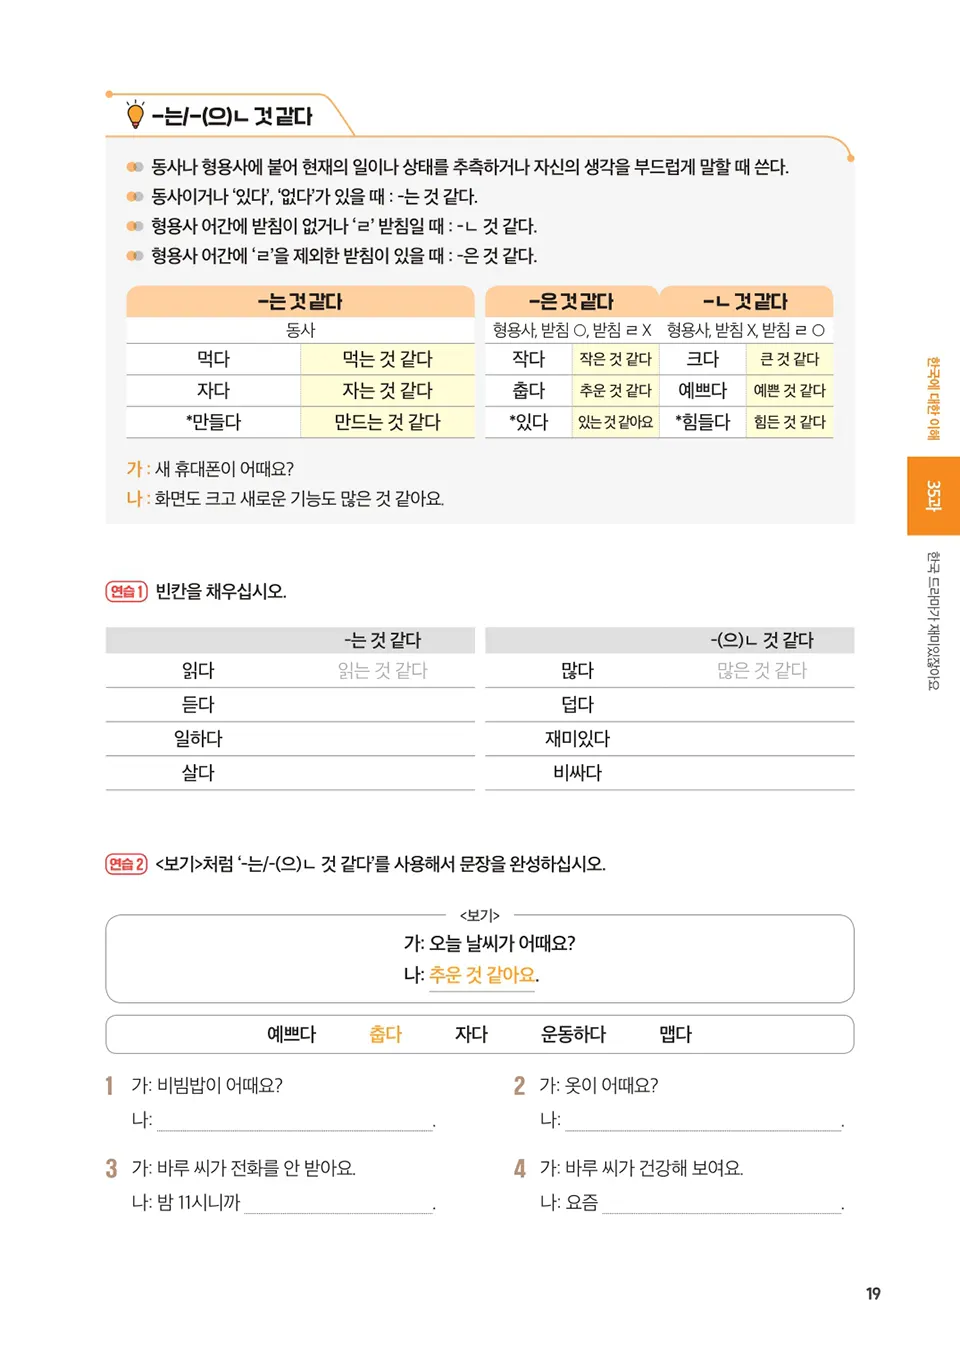 -는/-(으)ㄴ 것 같다
동사나 형용사에 붙어 현재의 일이나 상태를 추측하거나 자신의 생각을 부드럽게 말할 때 쓴다.
동사이거나 ‘있다’, ‘없다’가 있을 때 : -는 것 같다.
형용사 어간에 받침이 없거나 ‘ㄹ’ 받침일 때 : -ㄴ 것 같다.
형용사 어간에 ‘ㄹ’을 제외한 받침이 있을 때 : -은 것 같다.
-는 것 같다 -은 것 같다 -ㄴ 것 같다
동사 형용사, 받침 O, 받침 ㄹ X 형용사, 받침 X, 받침 ㄹ O
먹다 먹는 것 같다 작다 작은 것 같다 크다 큰 것 같다
자다 자는 것 같다 춥다 추운 것 같다 예쁘다 예쁜 것 같다
*만들다 만드는 것 같다 *있다 있는 것 같아요 *힘들다 힘든 것 같다
가 : 새 휴대폰이 어때요?
나 : 화면도 크고 새로운 기능도 많은 것 같아요.
한국에 대한 이해
35과
한국 드라마가 재미있잖아요
연습 1 빈칸을 채우십시오.
-는 것 같다 -(으)ㄴ 것 같다
읽다 읽는 것 같다 많다 많은 것 같다
듣다 덥다
일하다 재미있다
살다 비싸다
연습 2 <보기>처럼 ‘-는/-(으)ㄴ 것 같다’를 사용해서 문장을 완성하십시오.
<보기>
가: 오늘 날씨가 어때요?
나: 추운 것 같아요.
예쁘다 춥다 자다 운동하다 맵다
1 가: 비빔밥이 어때요?
나: .
2 가: 옷이 어때요?
나: .
3 가: 바루 씨가 전화를 안 받아요.
나: 밤 11시니까 .
4 가: 바루 씨가 건강해 보여요.
나: 요즘 .
19